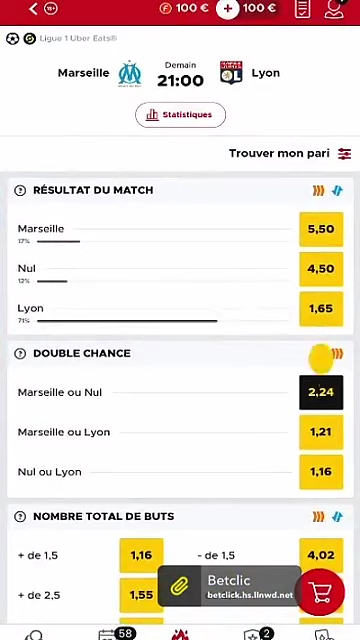 18+
100 €
+
100 €
Ligue 1 Uber Eats®
Marseille
Demain
21:00
Lyon
Statistiques
Trouver mon pari
RÉSULTAT DU MATCH
Marseille
17%
5,50
Nul
12%
4,50
Lyon
71%
1,65
DOUBLE CHANCE
Marseille ou Nul
2,24
Marseille ou Lyon
1,21
Nul ou Lyon
1,16
NOMBRE TOTAL DE BUTS
+ de 1,5
1,16
- de 1,5
4,02
+ de 2,5
1,55
Betclic
betclick.hs.llnwd.net
58
2